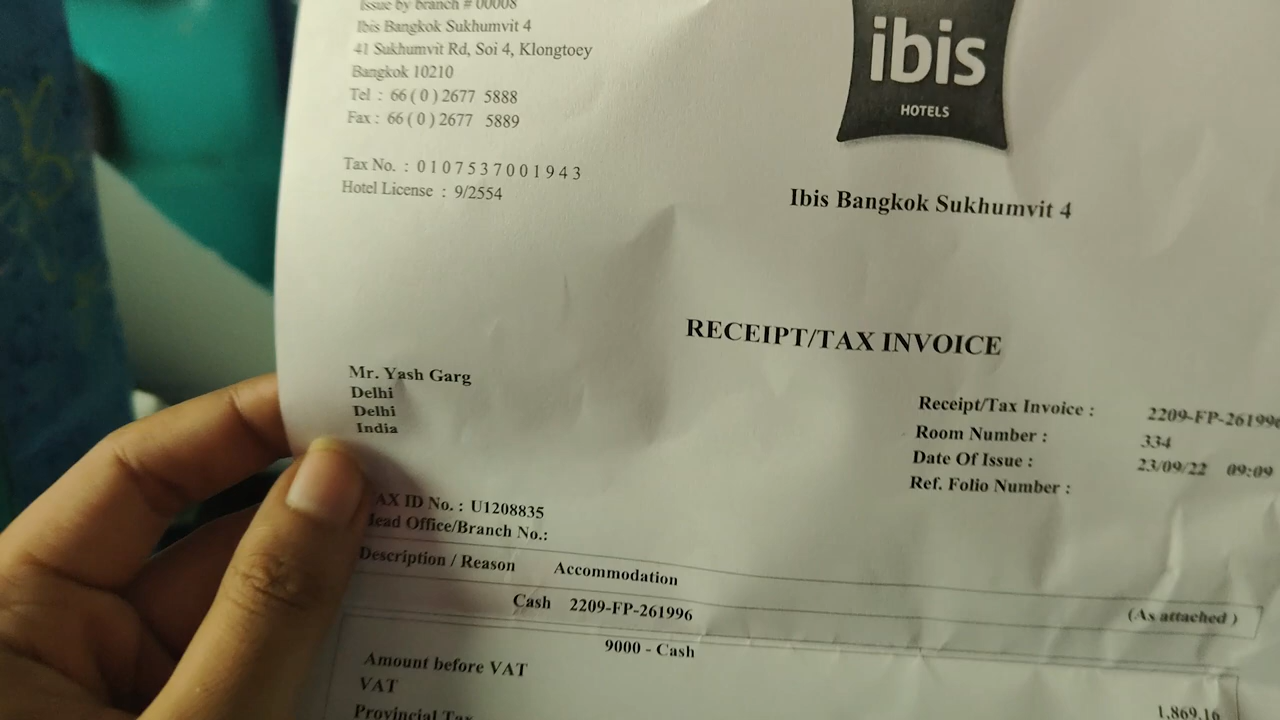 Issue by branch # 00008
Ibis Bangkok Sukhumvit 4
41 Sukhumvit Rd, Soi 4, Klongtoey
Bangkok 10210
Tel : 66 ( 0 ) 2677 5888
Fax : 66 ( 0 ) 2677 5889
Tax No. : 0 1 0 7 5 3 7 0 0 1 9 4 3
Hotel License : 9/2554
ibis
HOTELS
Ibis Bangkok Sukhumvit 4
RECEIPT/TAX INVOICE
Mr. Yash Garg
Delhi
Delhi
India
Receipt/Tax Invoice : 2209-FP-261996
Room Number : 334
Date Of Issue : 23/09/22 09:09
Ref. Folio Number :
AX ID No. : U1208835
Head Office/Branch No.:
Description / Reason Accommodation
(As attached )
Cash 2209-FP-261996
9000 - Cash
Amount before VAT
VAT
1,869.16
Provincial Tax